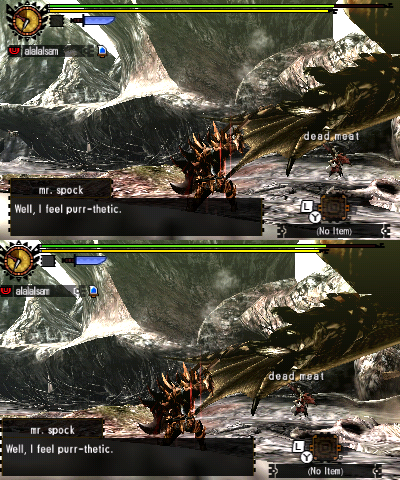 alalalsam
dead meat
mr. spock
Well, I feel purr-thetic.
L
Y
(No Item)
alalalsam
dead meat
mr. spock
Well, I feel purr-thetic.
L
Y
(No Item)